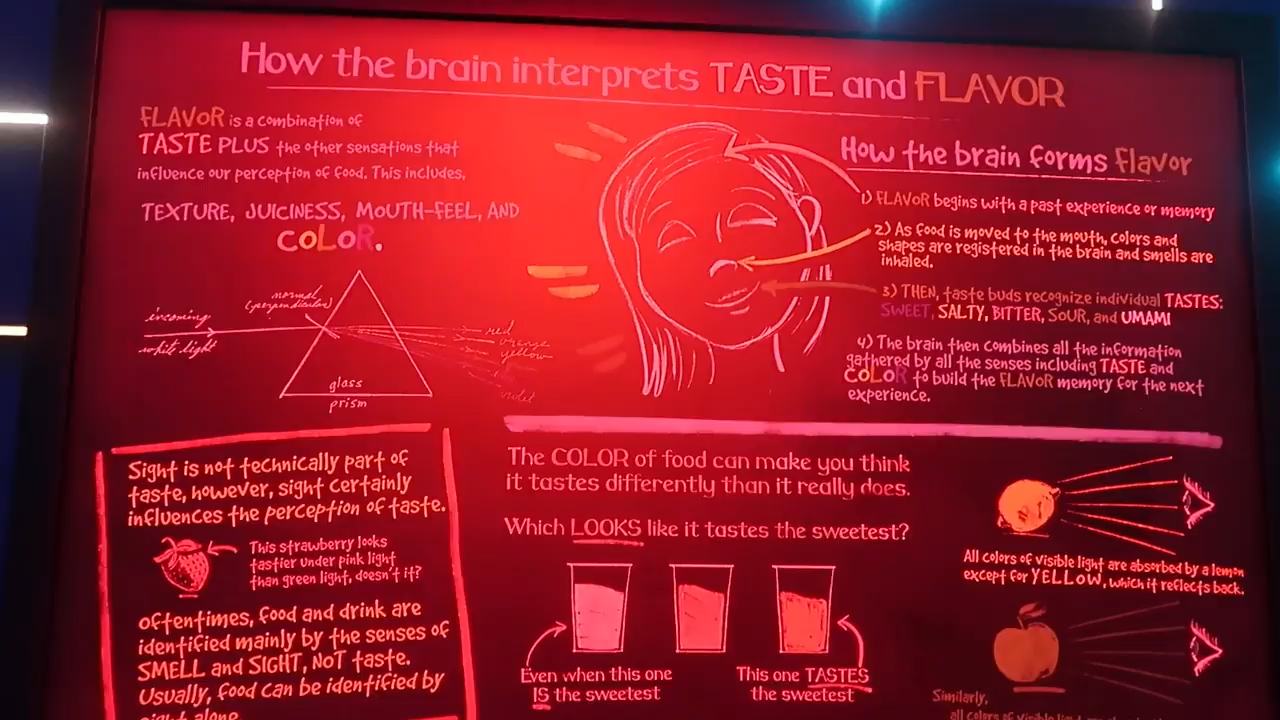 How the brain interprets TASTE and FLAVOR
FLAVOR is a combination of
TASTE PLUS the other sensations that
influence our perception of food. This includes,
TEXTURE, JUICINESS, MOUTH-FEEL, AND
COLOR.
normal
(perpendicular)
incoming
white light
glass
prism
red
orange
yellow
violet
How the brain forms Flavor
1) FLAVOR begins with a past experience or memory
2) As food is moved to the mouth, colors and
shapes are registered in the brain and smells are
inhaled.
3) THEN, taste buds recognize individual TASTES:
SWEET, SALTY, BITTER, SOUR, and UMAMI
4) The brain then combines all the information
gathered by all the senses including TASTE and
COLOR to build the FLAVOR memory for the next
experience.
Sight is not technically part of
taste, however, sight certainly
influences the perception of taste.
This strawberry looks
tastier under pink light
than green light, doesn't it?
oftentimes, food and drink are
identified mainly by the senses of
SMELL and SIGHT, NOT taste.
Usually, food can be identified by
sight alone
The COLOR of food can make you think
it tastes differently than it really does.
Which LOOKS like it tastes the sweetest?
Even when this one
IS the sweetest
This one TASTES
the sweetest
All colors of visible light are absorbed by a lemon
except for YELLOW, which it reflects back.
Similarly,
all colors of visible light are